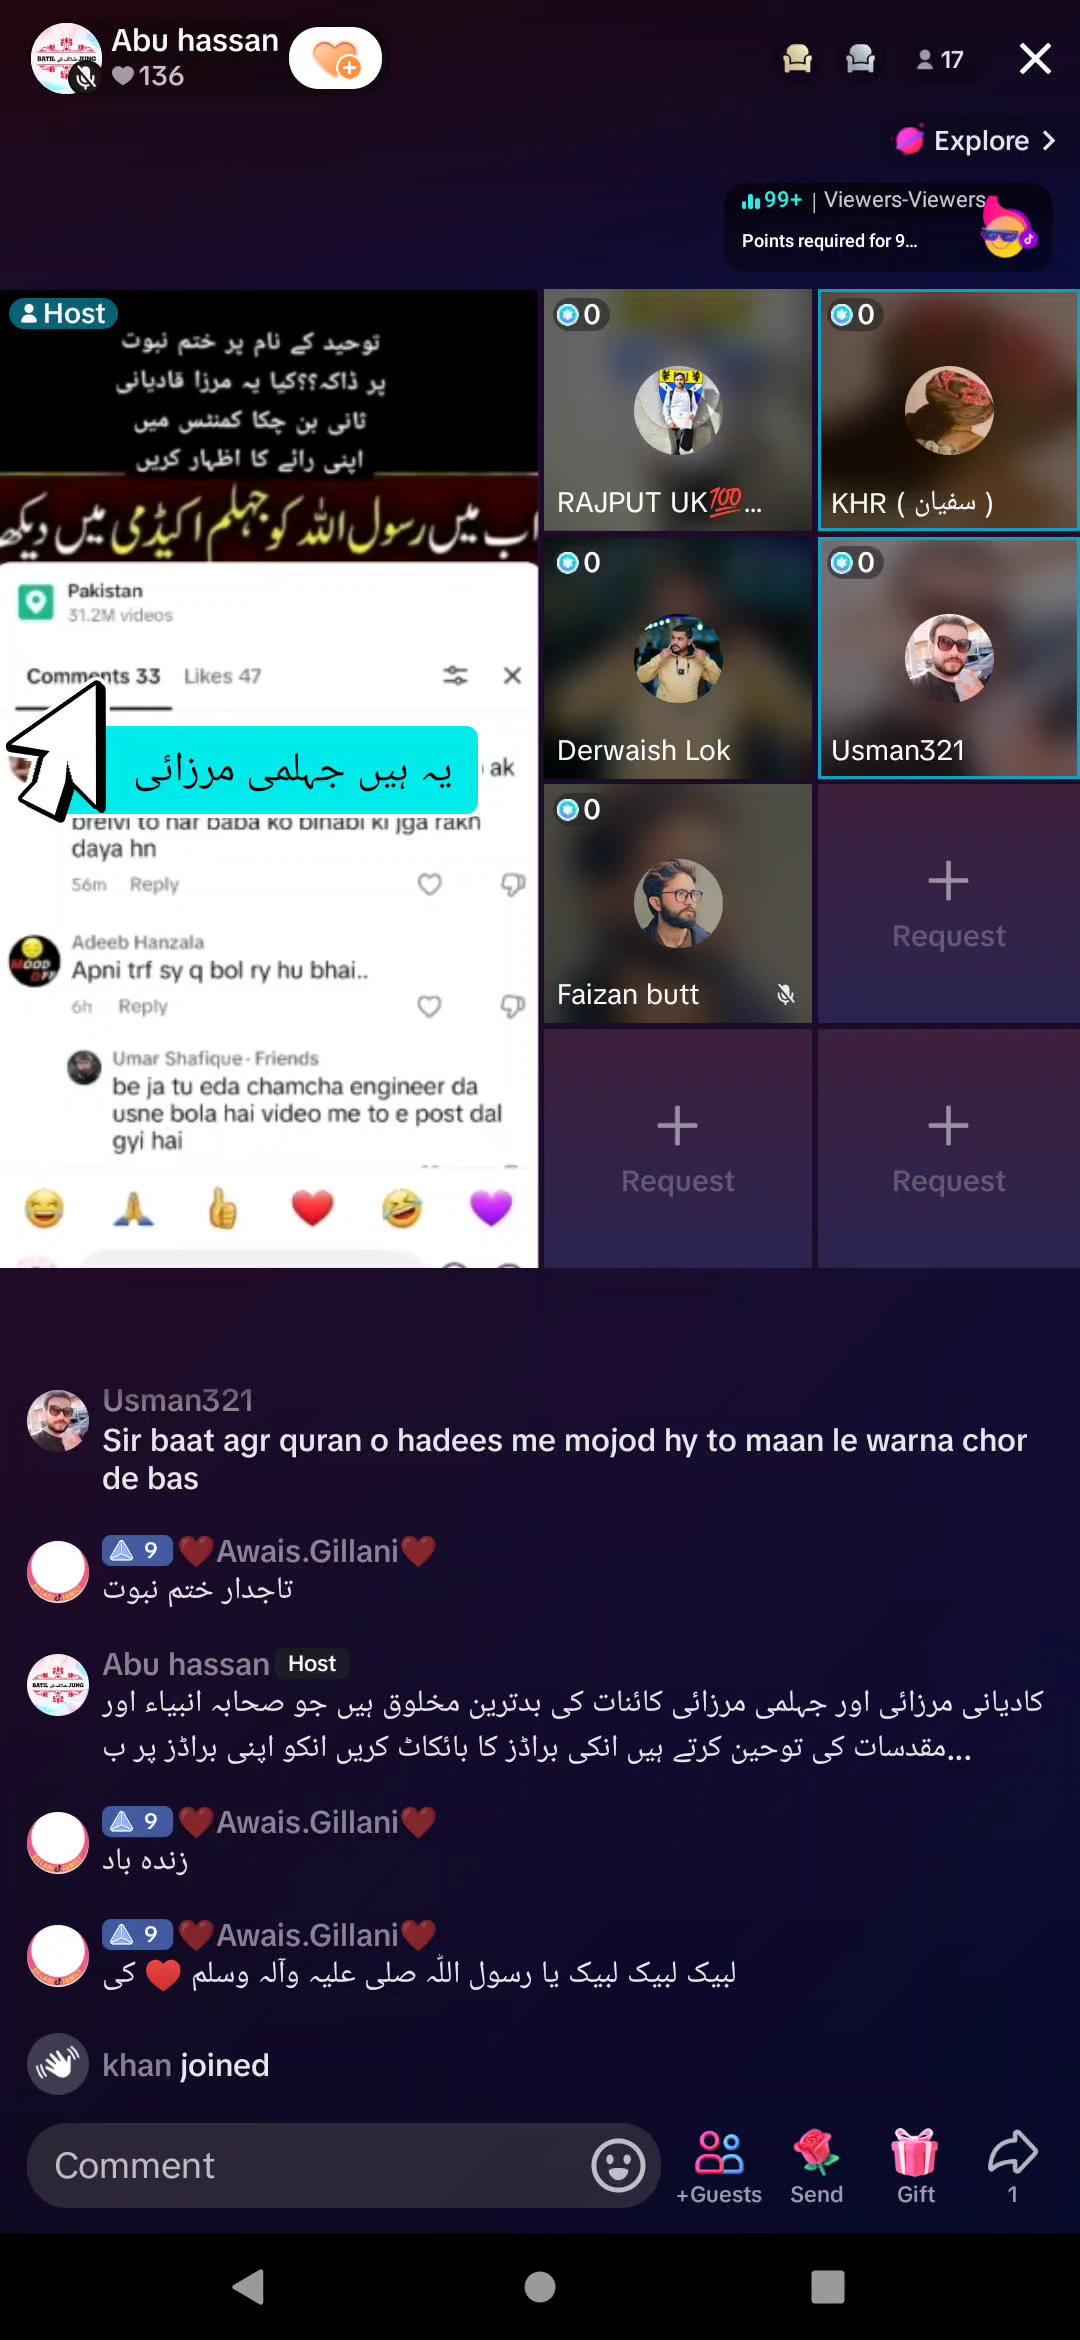 Abu hassan
136
17
Explore
99+ | Viewers-Viewers
Points required for 9...
Host
توحید کے نام پر ختم نبوت
پر ڈاکہ؟؟کیا یہ مرزا قادیانی
ثانی بن چکا کمنٹس میں
اپنی رائے کا اظہار کریں
اب میں رسول اللہ کو جہلم اکیڈمی میں دیکھ
Pakistan
31.2M videos
Comments 33
Likes 47
یہ ہیں جہلمی مرزائی
ak
brelvi to har baba ko binabi ki jga rakh
daya hn
56m Reply
Adeeb Hanzala
Apni trf sy q bol ry hu bhai..
6h Reply
Umar Shafique · Friends
be ja tu eda chamcha engineer da
usne bola hai video me to e post dal
gyi hai
0
RAJPUT UK💯...
0
KHR ( سفیان )
0
Derwaish Lok
0
Usman321
0
Faizan butt
Request
Request
Request
Usman321
Sir baat agr quran o hadees me mojod hy to maan le warna chor
de bas
9 ❤️Awais.Gillani❤️
تاجدار ختم نبوت
Abu hassan Host
کادیانی مرزائی اور جہلمی مرزائی کائنات کی بدترین مخلوق ہیں جو صحابہ انبیاء اور
مقدسات کی توحین کرتے ہیں انکی براڈز کا بائکاٹ کریں انکو اپنی براڈز پر ب...
9 ❤️Awais.Gillani❤️
زندہ باد
9 ❤️Awais.Gillani❤️
لبیک لبیک لبیک یا رسول اللہ صلی علیہ وآلہ وسلم ❤️ کی
khan joined
Comment
+Guests
Send
Gift
1